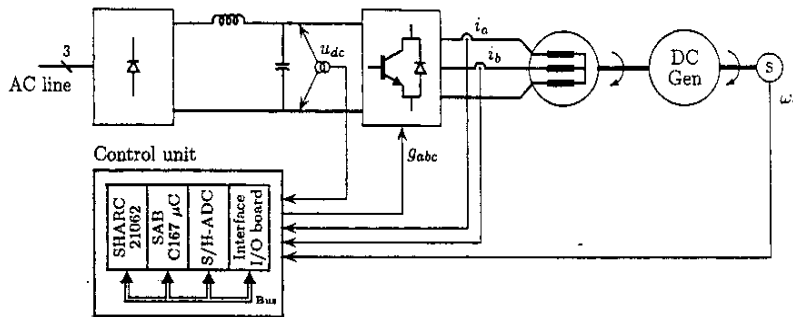 3
AC line
u_dc
i_a
i_b
DC
Gen
S
g_abc
Control unit
SHARC
21062
SAB
C167 μC
S/H-ADC
Interface
I/O board
Bus